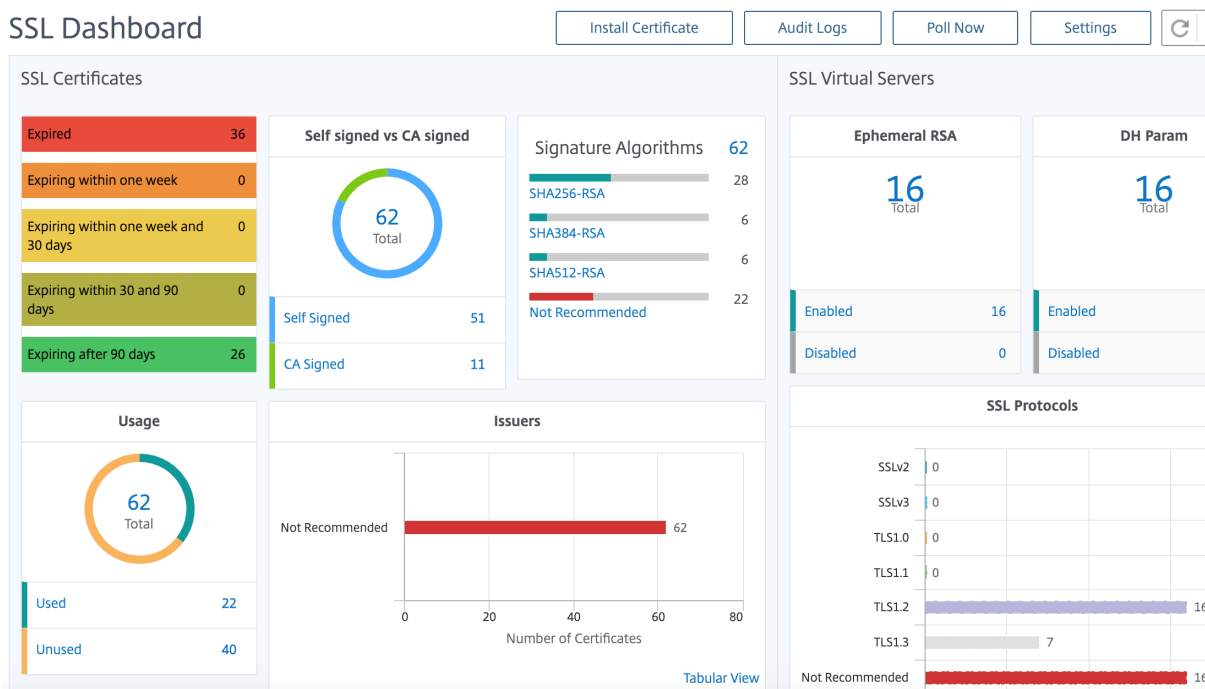 SSL Dashboard
Install Certificate
Audit Logs
Poll Now
Settings
SSL Certificates
Expired 36
Expiring within one week 0
Expiring within one week and 0
30 days
Expiring within 30 and 90 0
days
Expiring after 90 days 26
Self signed vs CA signed
62
Total
Self Signed 51
CA Signed 11
Signature Algorithms 62
28
SHA256-RSA
6
SHA384-RSA
6
SHA512-RSA
22
Not Recommended
Usage
62
Total
Used 22
Unused 40
Issuers
Not Recommended 62
0 20 40 60 80
Number of Certificates
Tabular View
SSL Virtual Servers
Ephemeral RSA
16
Total
Enabled 16
Disabled 0
DH Param
16
Total
Enabled
Disabled
SSL Protocols
SSLv2 0
SSLv3 0
TLS1.0 0
TLS1.1 0
TLS1.2 16
TLS1.3 7
Not Recommended 16